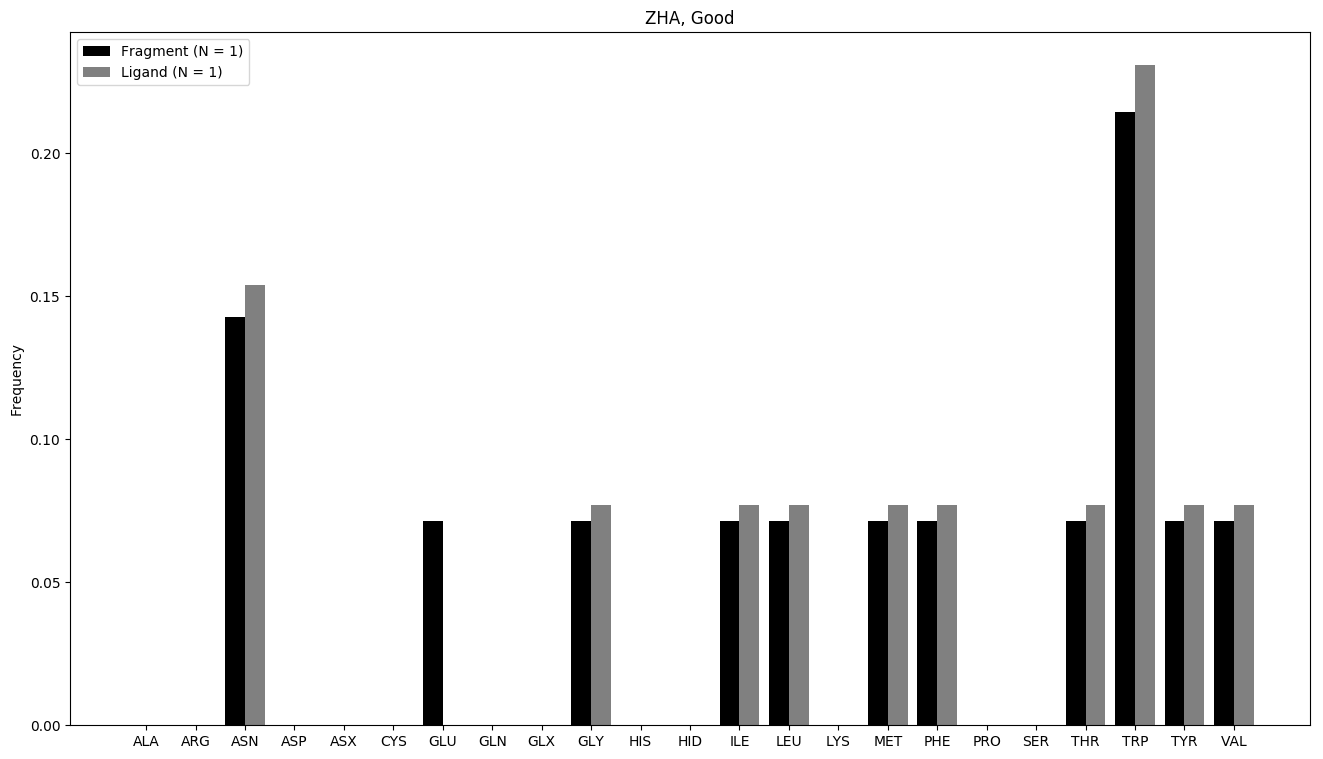 ZHA, Good
Fragment (N = 1)
Ligand (N = 1)
Frequency
0.20
0.15
0.10
0.05
0.00
ALA ARG ASN ASP ASX CYS GLU GLN GLX GLY HIS HID ILE LEU LYS MET PHE PRO SER THR TRP TYR VAL